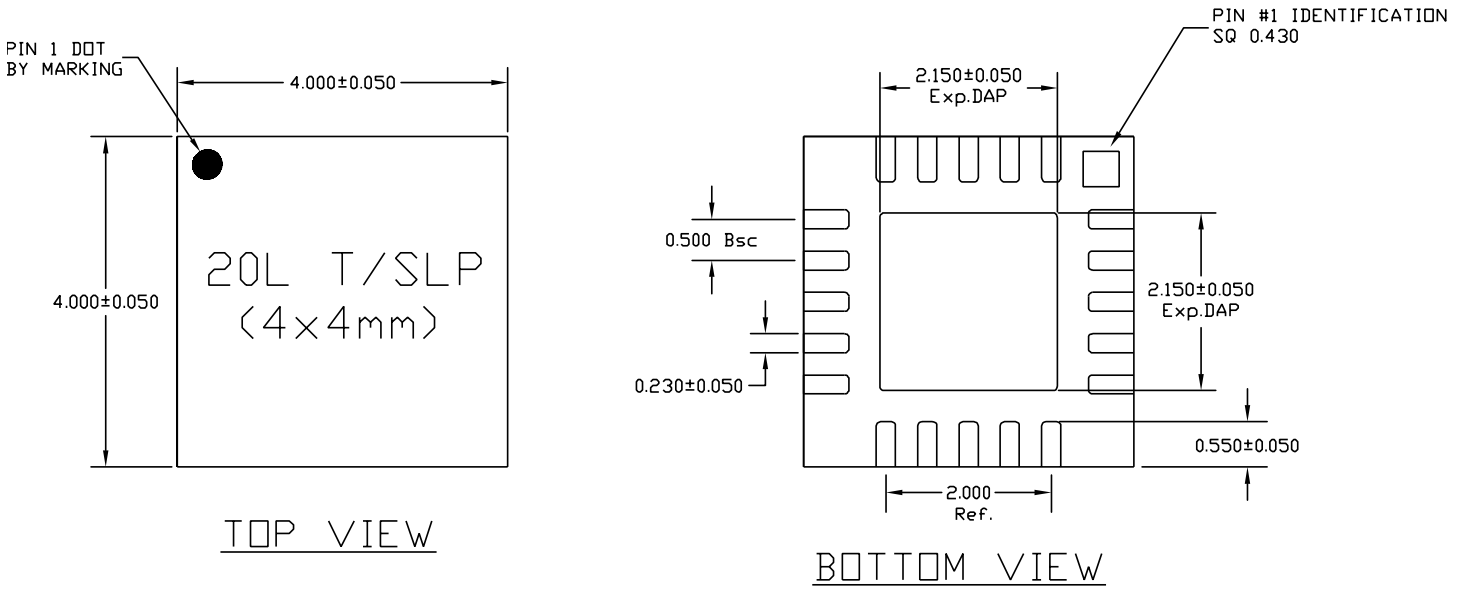 PIN #1 IDENTIFICATION
SQ 0.430
PIN 1 DOT
BY MARKING
4.000±0.050
2.150±0.050
Exp.DAP
0.500 Bsc
20L T/SLP
(4x4mm)
4.000±0.050
2.150±0.050
Exp.DAP
0.230±0.050
0.550±0.050
2.000
Ref.
TOP VIEW
BOTTOM VIEW